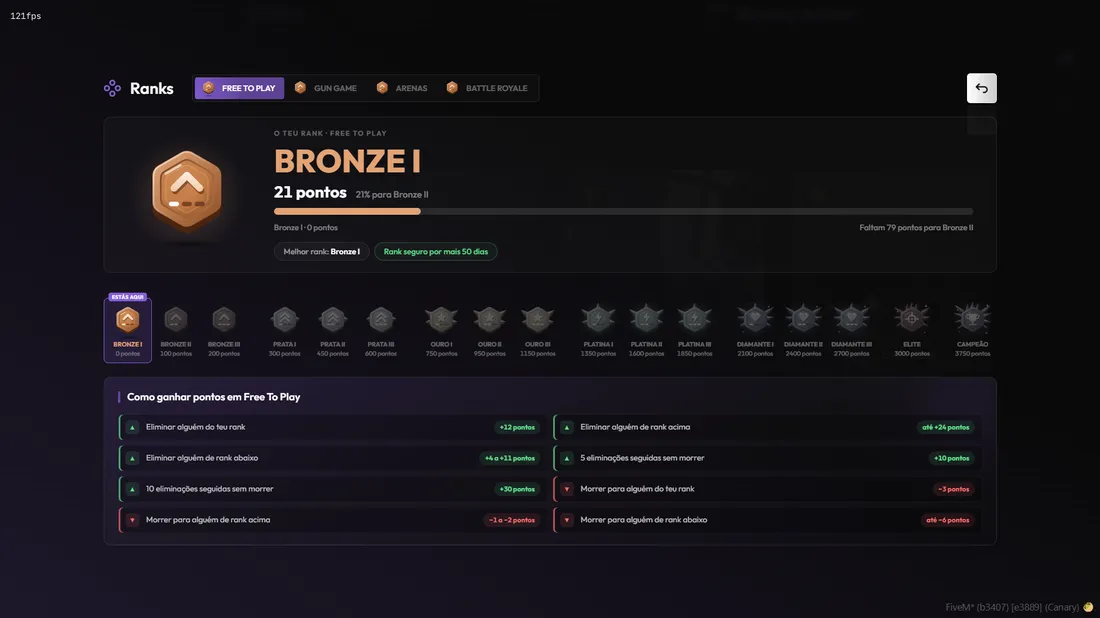 121fps
Ranks
FREE TO PLAY
GUN GAME
ARENAS
BATTLE ROYALE
O TEU RANK · FREE TO PLAY
BRONZE I
21 pontos 21% para Bronze II
Bronze I · 0 pontos
Faltam 79 pontos para Bronze II
Melhor rank: Bronze I
Rank seguro por mais 50 dias
ESTÁS AQUI
BRONZE I
0 pontos
BRONZE II
100 pontos
BRONZE III
200 pontos
PRATA I
300 pontos
PRATA II
450 pontos
PRATA III
600 pontos
OURO I
750 pontos
OURO II
950 pontos
OURO III
1150 pontos
PLATINA I
1350 pontos
PLATINA II
1600 pontos
PLATINA III
1850 pontos
DIAMANTE I
2100 pontos
DIAMANTE II
2400 pontos
DIAMANTE III
2700 pontos
ELITE
3000 pontos
CAMPEÃO
3750 pontos
Como ganhar pontos em Free To Play
Eliminar alguém do teu rank +12 pontos
Eliminar alguém de rank acima até +24 pontos
Eliminar alguém de rank abaixo +4 a +11 pontos
5 eliminações seguidas sem morrer +10 pontos
10 eliminações seguidas sem morrer +30 pontos
Morrer para alguém do teu rank −3 pontos
Morrer para alguém de rank acima −1 a −2 pontos
Morrer para alguém de rank abaixo até −6 pontos
FiveM* (b3407) [e3889] (Canary)